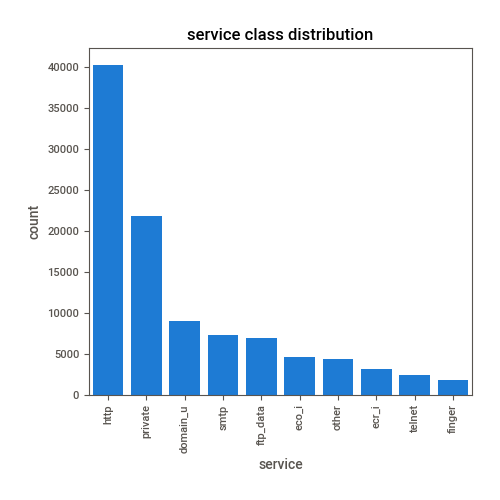 service class distribution
40000
35000
30000
25000
20000
15000
10000
5000
0
count
http
private
domain_u
smtp
ftp_data
eco_i
other
ecr_i
telnet
finger
service